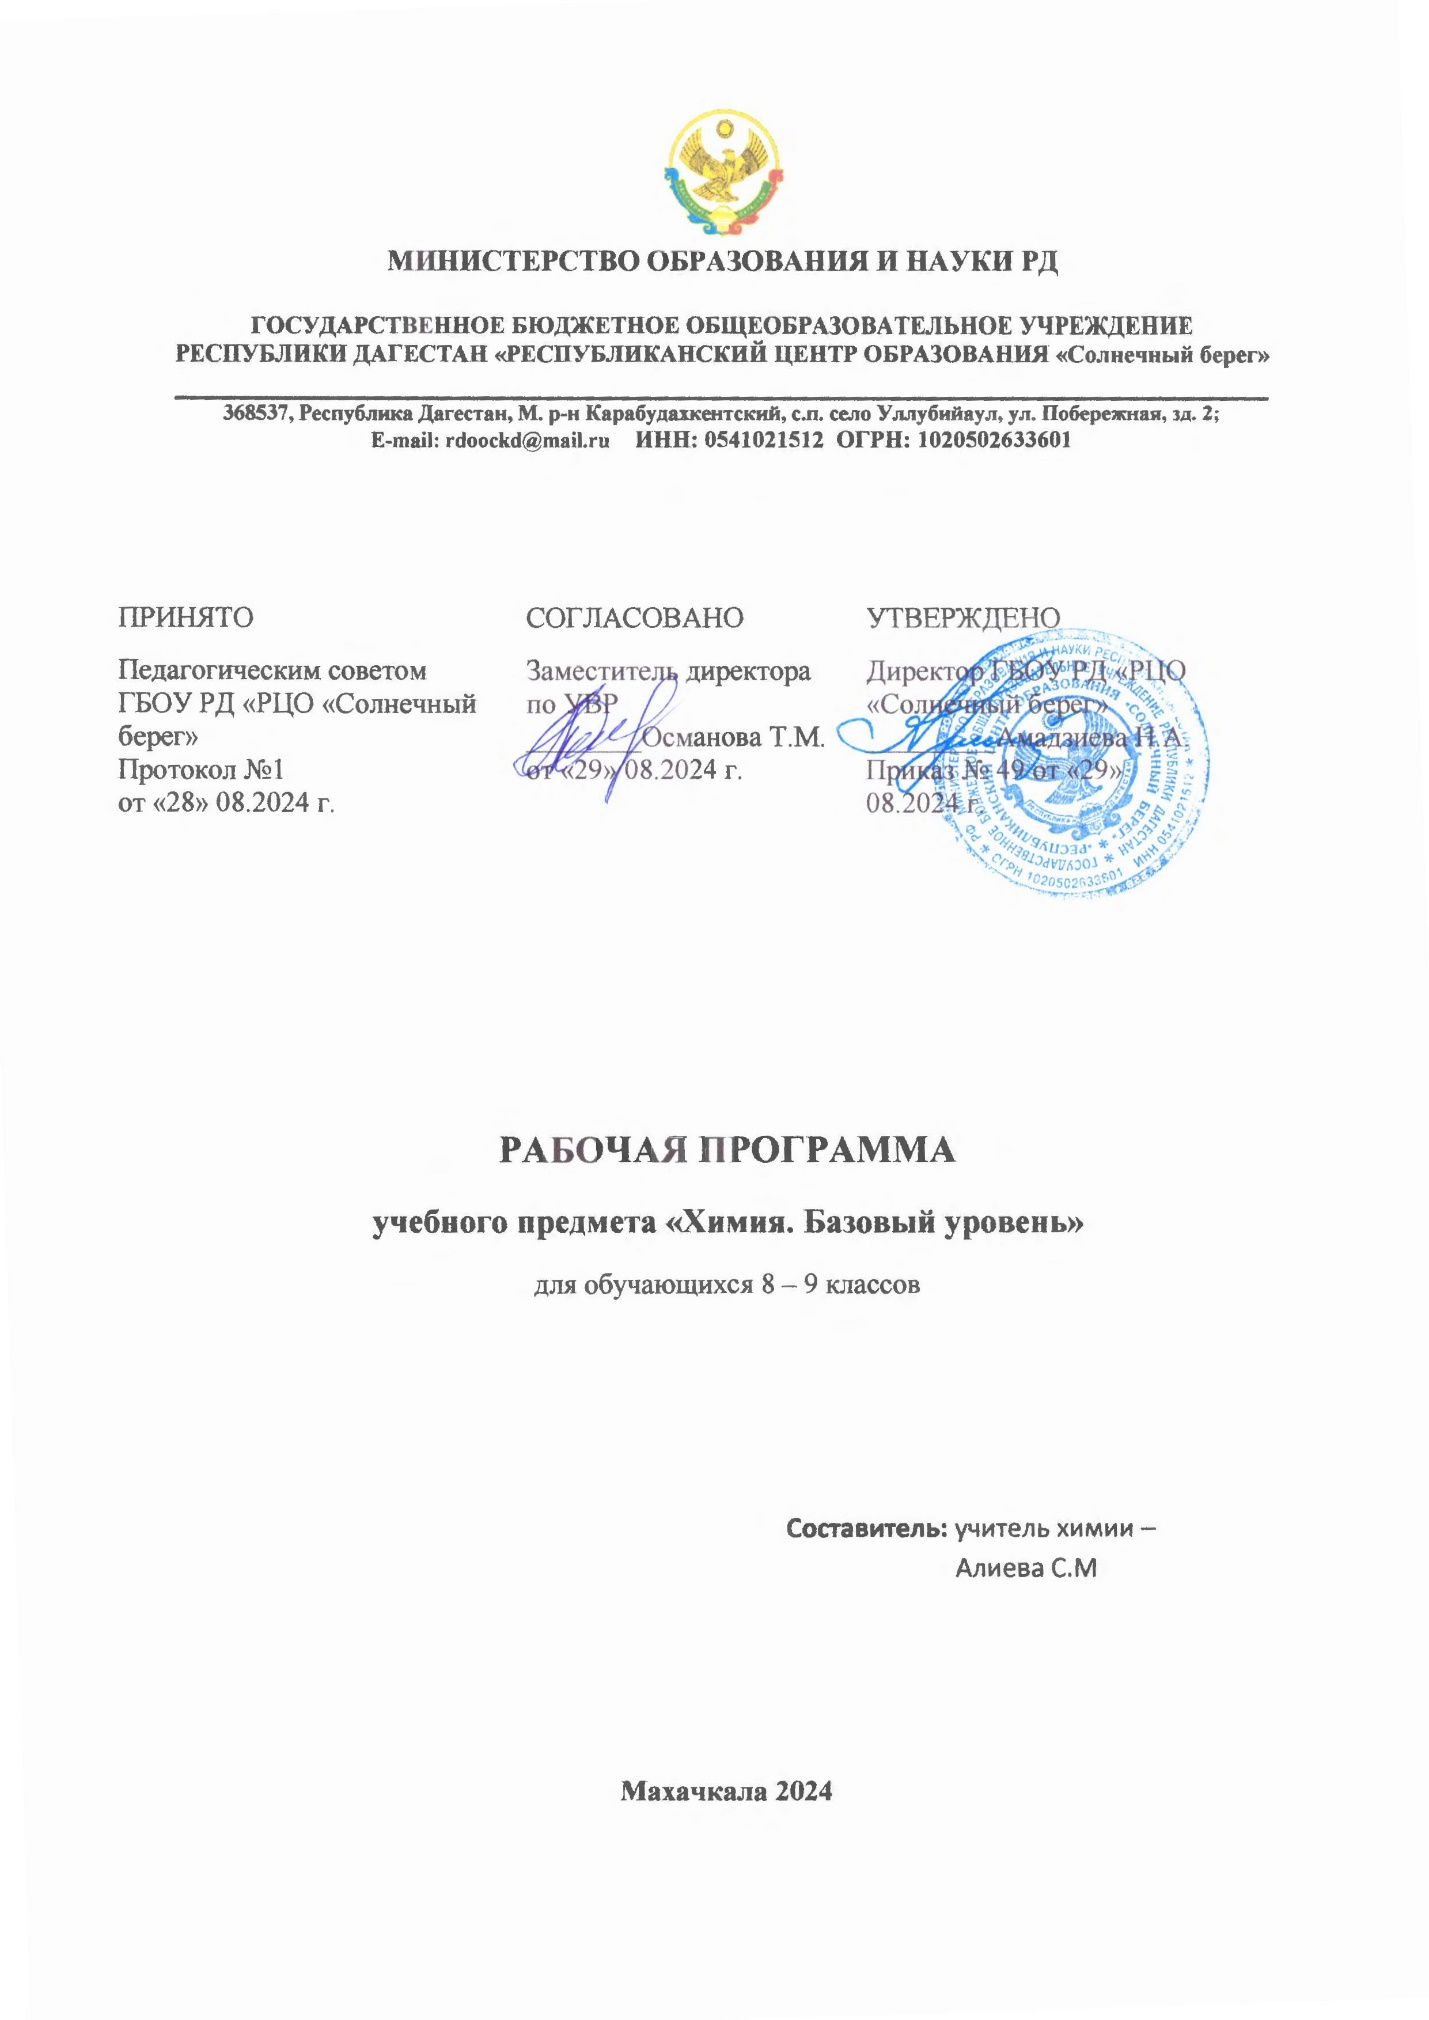 МИНИСТЕРСТВО ОБРАЗОВАНИЯ И НАУКИ РД
ГОСУДАРСТВЕННОЕ БЮДЖЕТНОЕ ОБЩЕОБРАЗОВАТЕЛЬНОЕ УЧРЕЖДЕНИЕ
РЕСПУБЛИКИ ДАГЕСТАН «РЕСПУБЛИКАНСКИЙ ЦЕНТР ОБРАЗОВАНИЯ «Солнечный берег»
368537, Республика Дагестан, М. р-н Карабудахкентский, с.п. село Уллубийаул, ул. Побережная, зд. 2;
E-mail: rdoockd@mail.ru ИНН: 0541021512 ОГРН: 1020502633601
ПРИНЯТО
Педагогическим советом
ГБОУ РД «РЦО «Солнечный
берег»
Протокол №1
от «28» 08.2024 г.
СОГЛАСОВАНО
Заместитель директора
по УВР
Османова Т.М.
от «29» 08.2024 г.
УТВЕРЖДЕНО
Директор ГБОУ РД «РЦО
«Солнечный берег»
Амадзиева Н.А.
Приказ № 49 от «29»
08.2024 г
ОГРН 1020502633601 ИНН 0541021512
РАБОЧАЯ ПРОГРАММА
учебного предмета «Химия. Базовый уровень»
для обучающихся 8 – 9 классов
Составитель: учитель химии –
Алиева С.М
Махачкала 2024